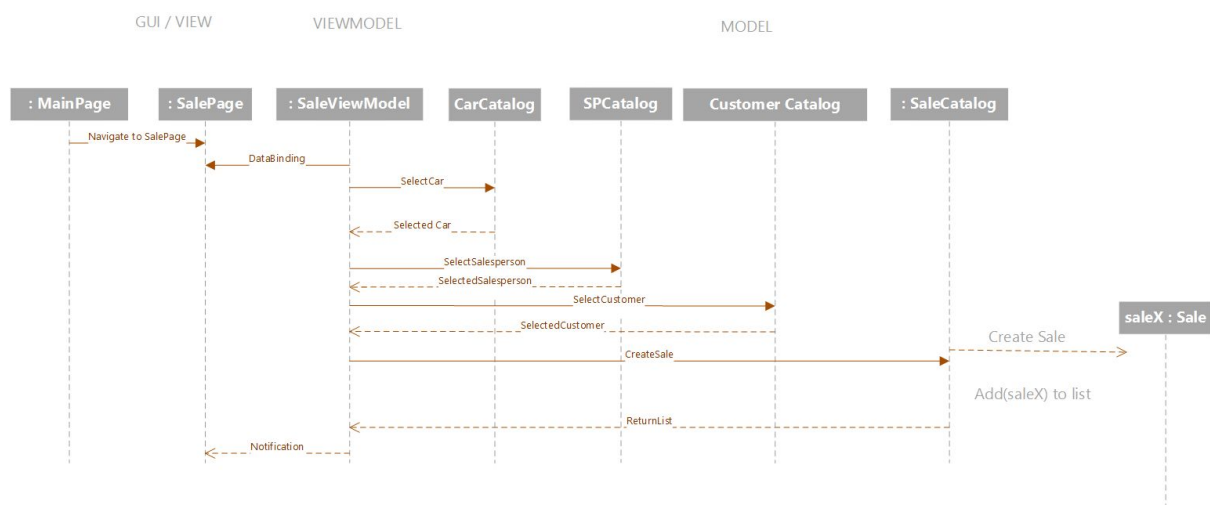 GUI / VIEW
VIEWMODEL
MODEL
: MainPage
: SalePage
: SaleViewModel
CarCatalog
SPCatalog
Customer Catalog
: SaleCatalog
Navigate to SalePage
DataBinding
SelectCar
Selected Car
SelectSalesperson
SelectedSalesperson
SelectCustomer
saleX : Sale
SelectedCustomer
Create Sale
CreateSale
Add(saleX) to list
ReturnList
Notification